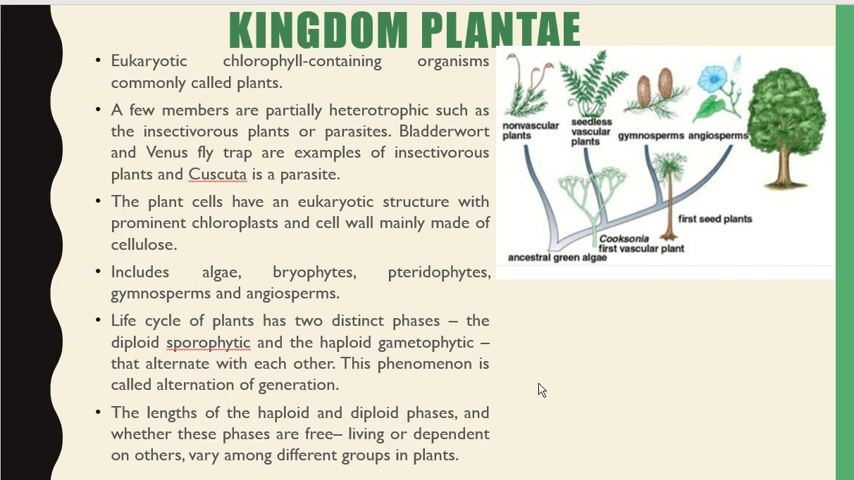 KINGDOM PLANTAE
• Eukaryotic chlorophyll-containing organisms
commonly called plants.
• A few members are partially heterotrophic such as
the insectivorous plants or parasites. Bladderwort
and Venus fly trap are examples of insectivorous
plants and Cuscuta is a parasite.
• The plant cells have an eukaryotic structure with
prominent chloroplasts and cell wall mainly made of
cellulose.
• Includes algae, bryophytes, pteridophytes,
gymnosperms and angiosperms.
• Life cycle of plants has two distinct phases – the
diploid sporophytic and the haploid gametophytic –
that alternate with each other. This phenomenon is
called alternation of generation.
• The lengths of the haploid and diploid phases, and
whether these phases are free– living or dependent
on others, vary among different groups in plants.
nonvascular
plants
seedless
vascular
plants
gymnosperms
angiosperms
first seed plants
Cooksonia
first vascular plant
ancestral green algae